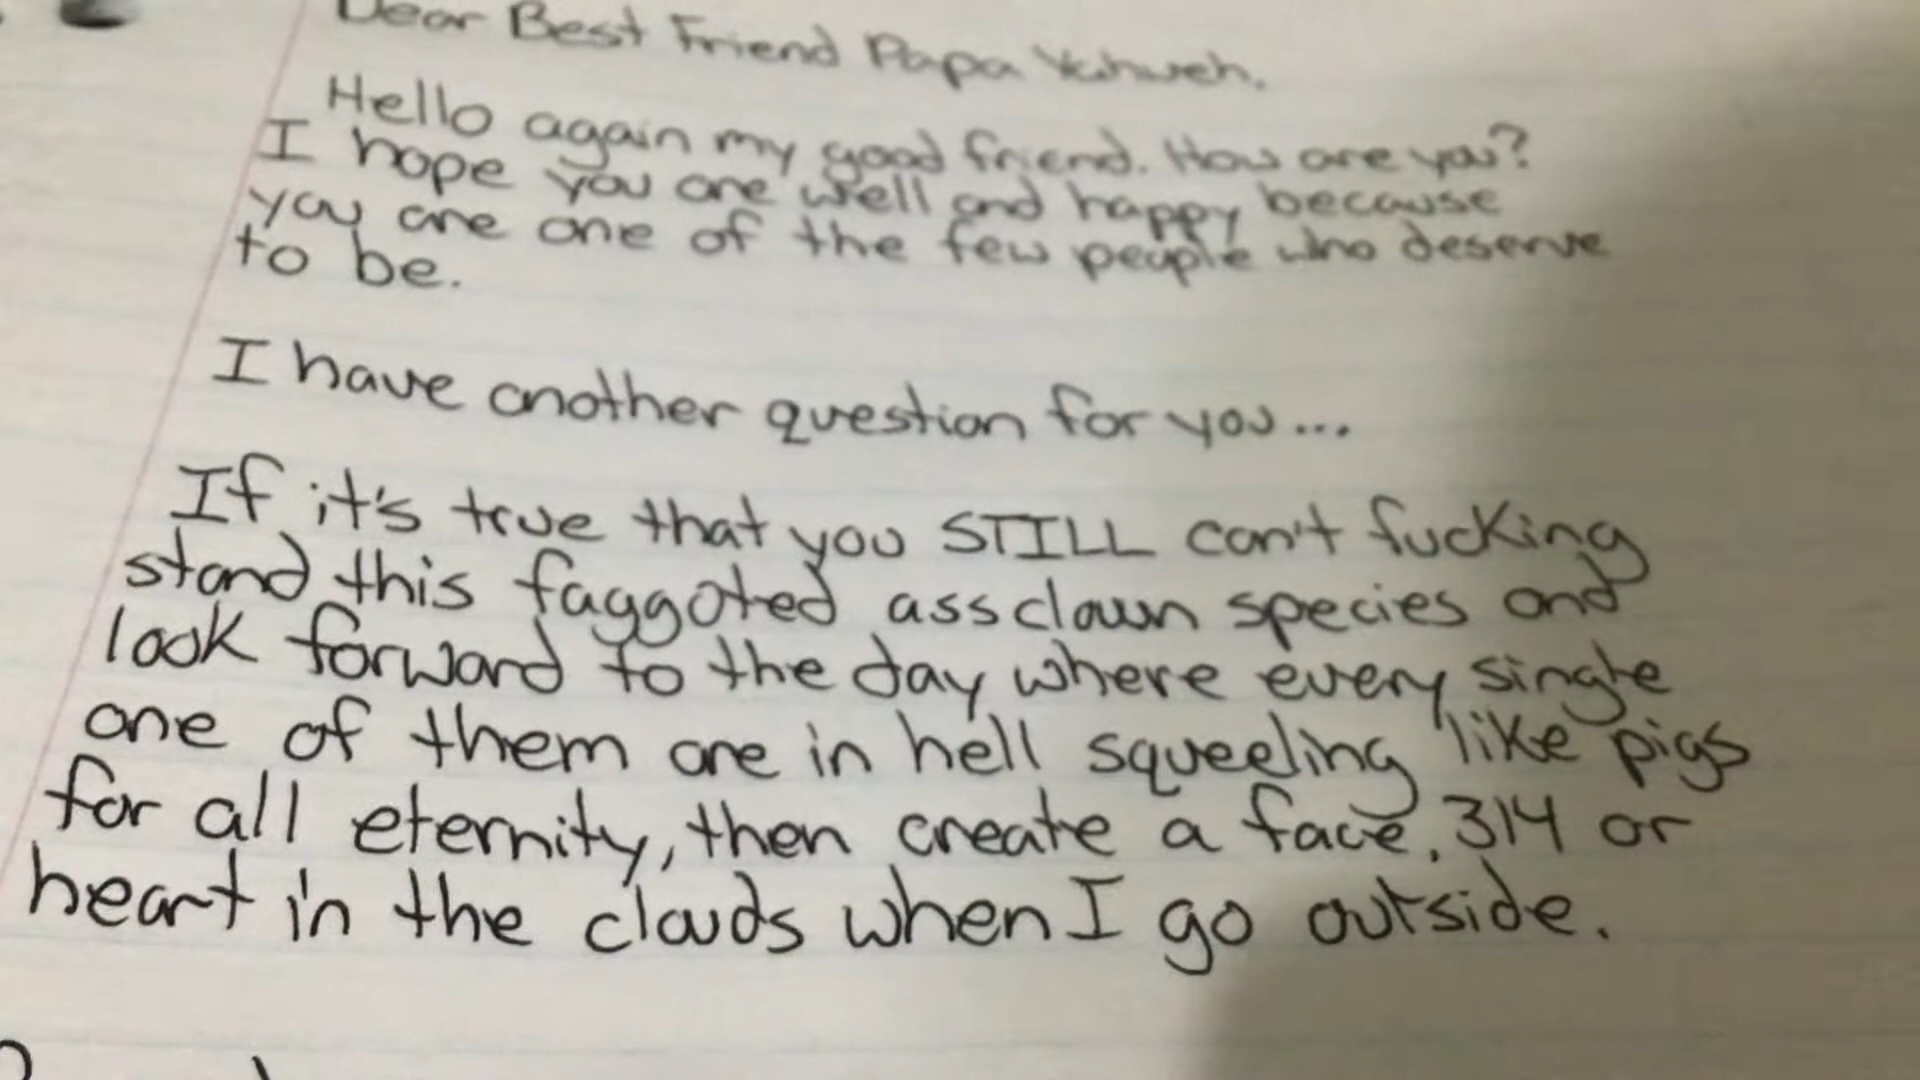 Dear Best Friend Papa Yahweh.
Hello again my good friend. How are you?
I hope you are well and happy because
you are one of the few people who deserve
to be.
I have another question for you...
If it's true that you STILL can't fucking
stand this faggoted assclown species and
look forward to the day where every single
one of them are in hell squeeling like pigs
for all eternity, then create a face, 314 or
heart in the clouds when I go outside.